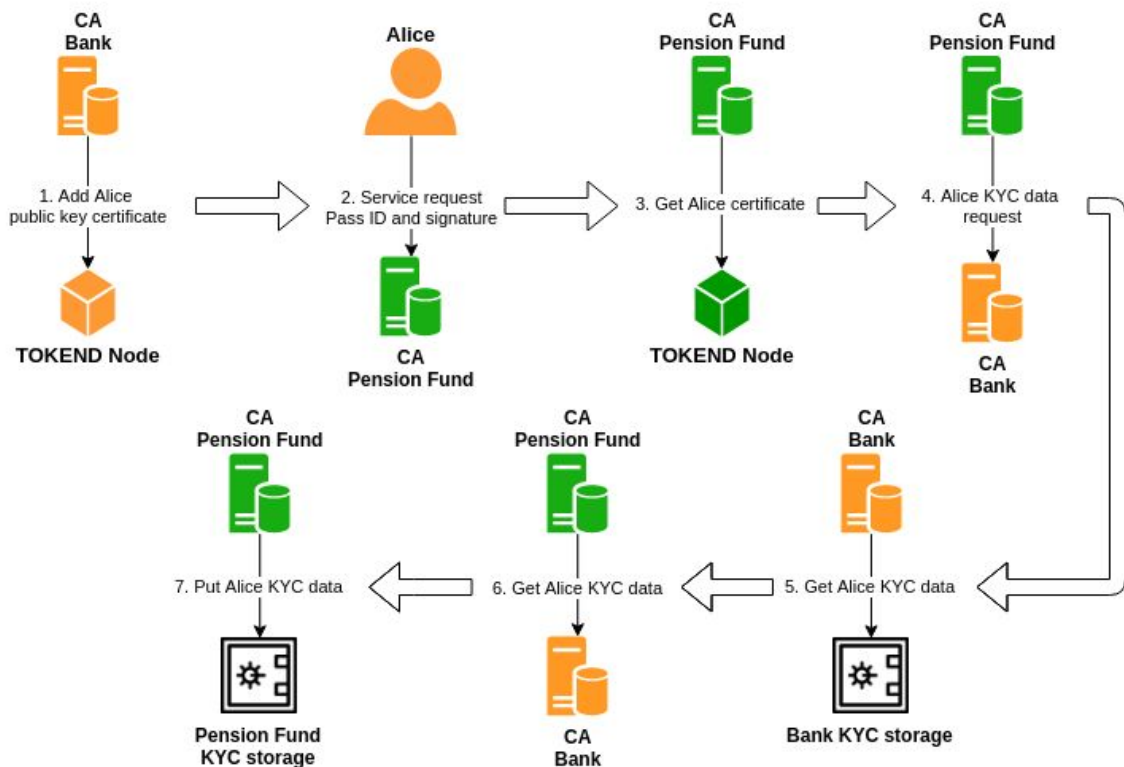 CA
Bank
1. Add Alice
public key certificate
TOKEND Node
Alice
2. Service request
Pass ID and signature
CA
Pension Fund
CA
Pension Fund
3. Get Alice certificate
TOKEND Node
CA
Pension Fund
4. Alice KYC data
request
CA
Bank
CA
Bank
5. Get Alice KYC data
Bank KYC storage
CA
Pension Fund
6. Get Alice KYC data
CA
Bank
CA
Pension Fund
7. Put Alice KYC data
Pension Fund
KYC storage